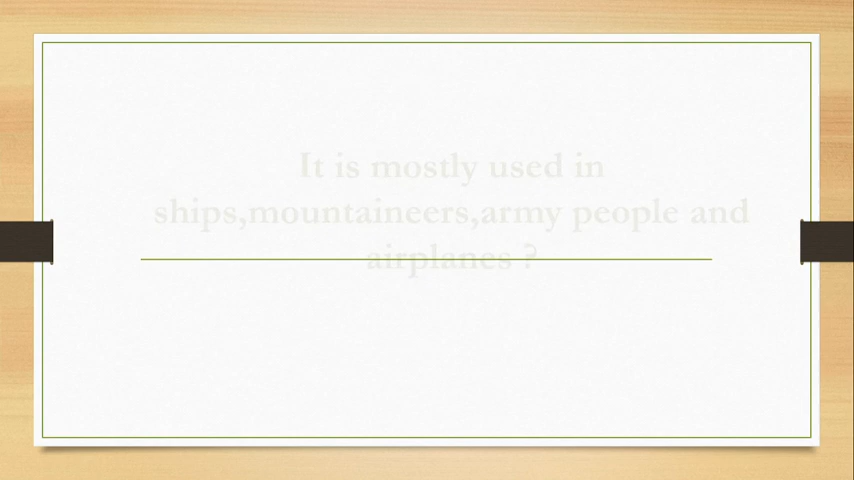 It is mostly used in
ships,mountaineers,army people and
airplanes ?